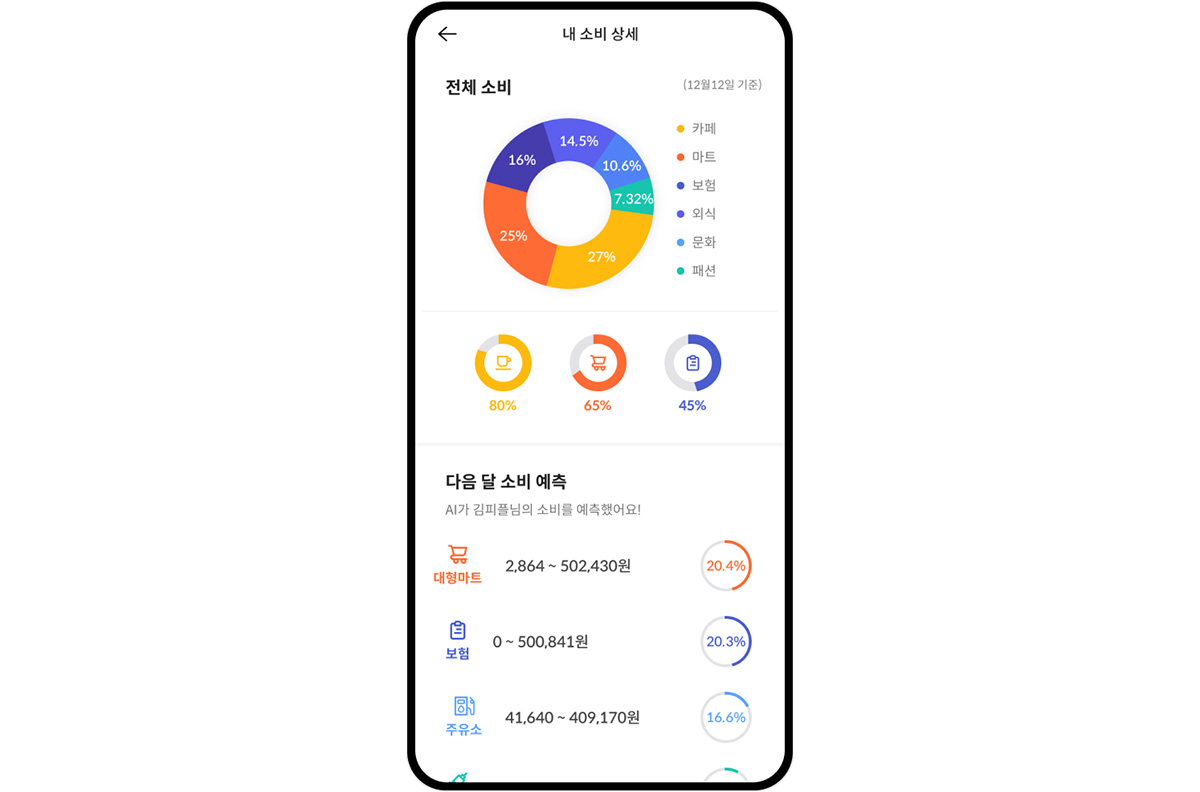 내 소비 상세
전체 소비
(12월12일 기준)
14.5%
16%
10.6%
7.32%
25%
27%
카페
마트
보험
외식
문화
패션
80%
65%
45%
다음 달 소비 예측
AI가 김피플님의 소비를 예측했어요!
대형마트
2,864 ~ 502,430원
20.4%
보험
0 ~ 500,841원
20.3%
주유소
41,640 ~ 409,170원
16.6%